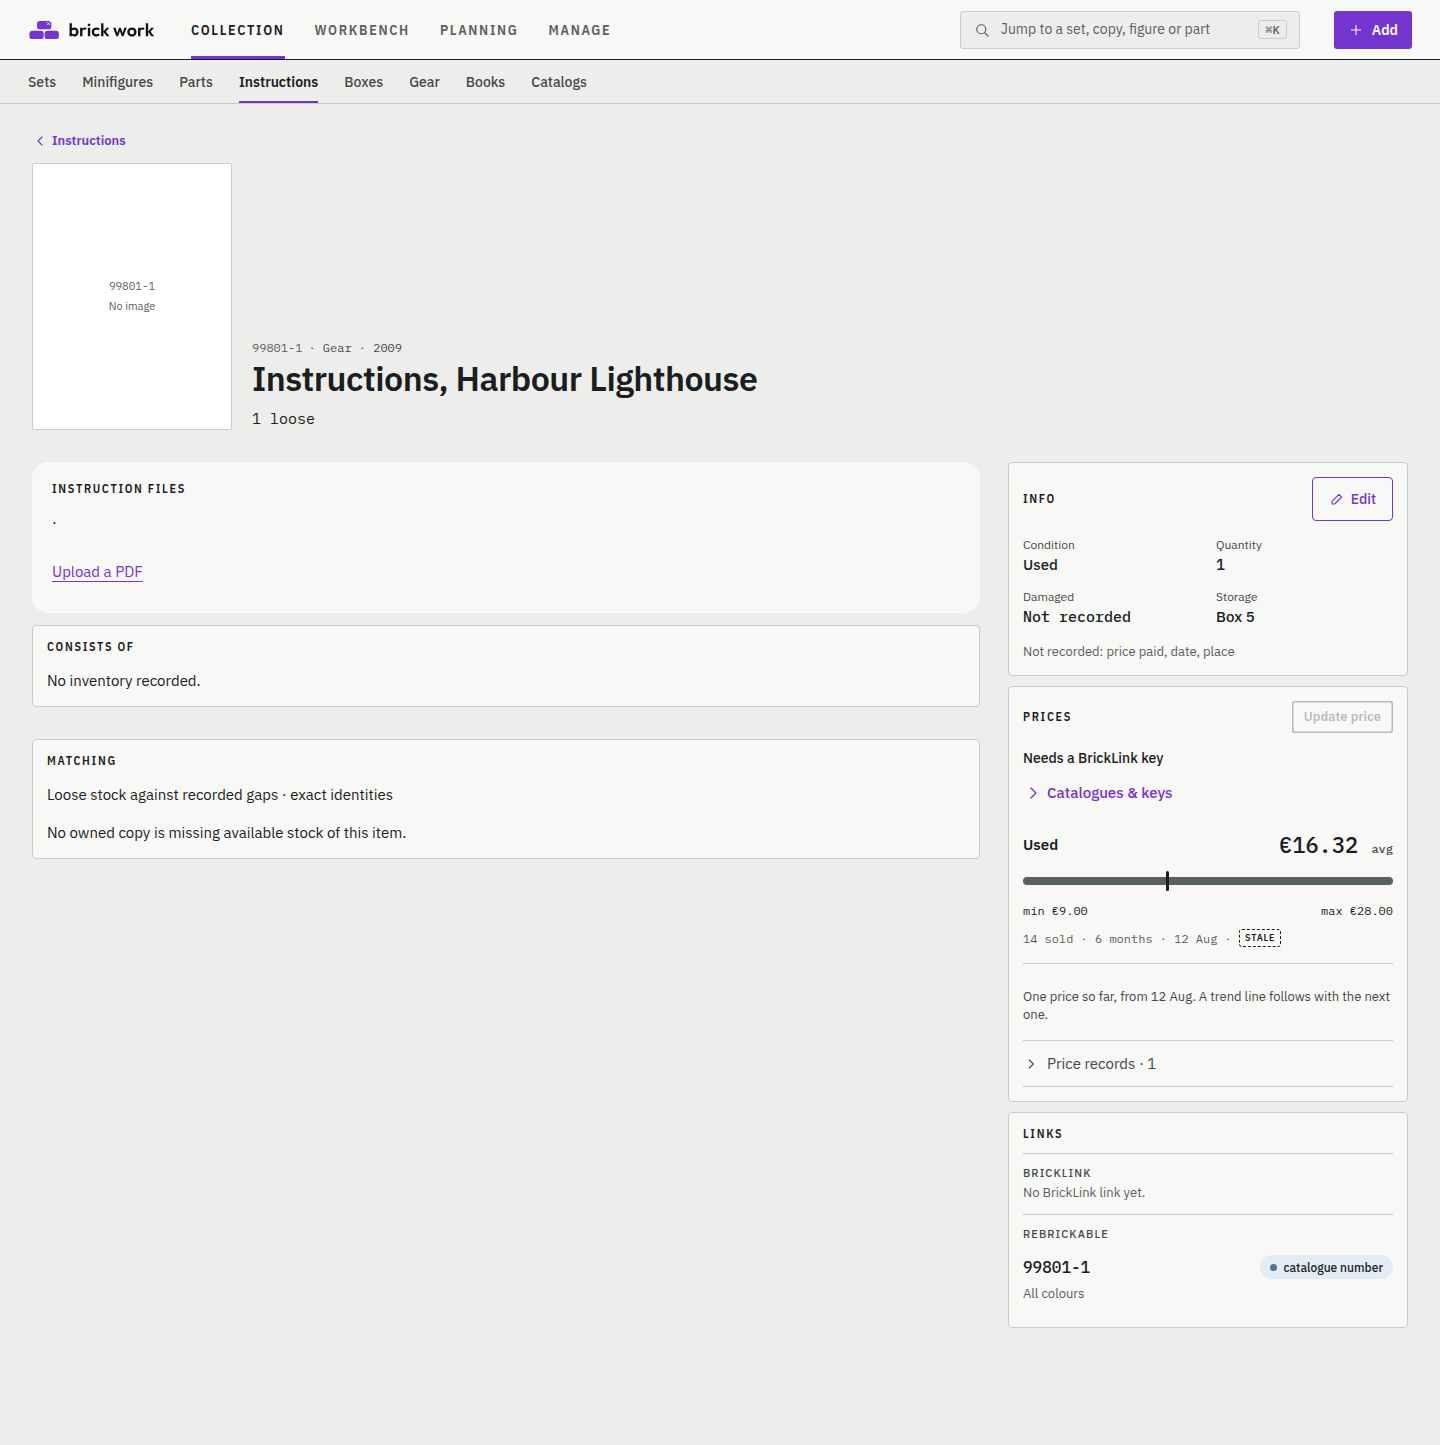 brick work
COLLECTION WORKBENCH PLANNING MANAGE
Jump to a set, copy, figure or part ⌘K
Add
Sets Minifigures Parts Instructions Boxes Gear Books Catalogs
Instructions
99801-1
No image
99801-1 · Gear · 2009
Instructions, Harbour Lighthouse
1 loose
INSTRUCTION FILES
·
Upload a PDF
CONSISTS OF
No inventory recorded.
MATCHING
Loose stock against recorded gaps · exact identities
No owned copy is missing available stock of this item.
INFO
Edit
Condition Quantity
Used 1
Damaged Storage
Not recorded Box 5
Not recorded: price paid, date, place
PRICES
Update price
Needs a BrickLink key
Catalogues & keys
Used €16.32 avg
min €9.00 max €28.00
14 sold · 6 months · 12 Aug · STALE
One price so far, from 12 Aug. A trend line follows with the next
one.
Price records · 1
LINKS
BRICKLINK
No BrickLink link yet.
REBRICKABLE
99801-1 catalogue number
All colours